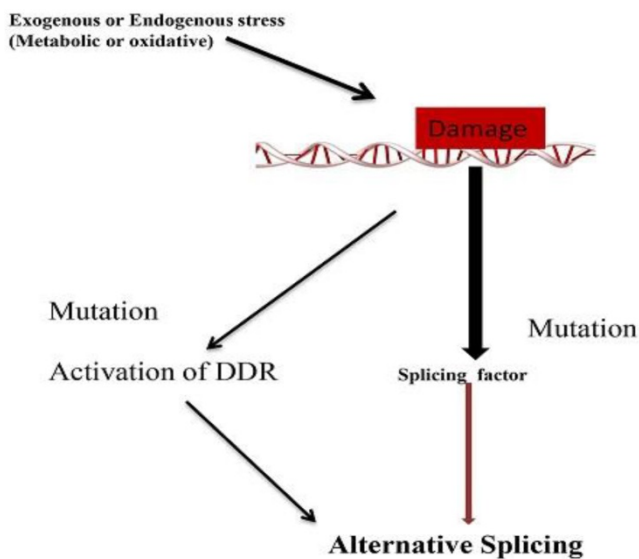 Exogenous or Endogenous stress
(Metabolic or oxidative)
Damage
Mutation
Mutation
Activation of DDR
Splicing factor
Alternative Splicing